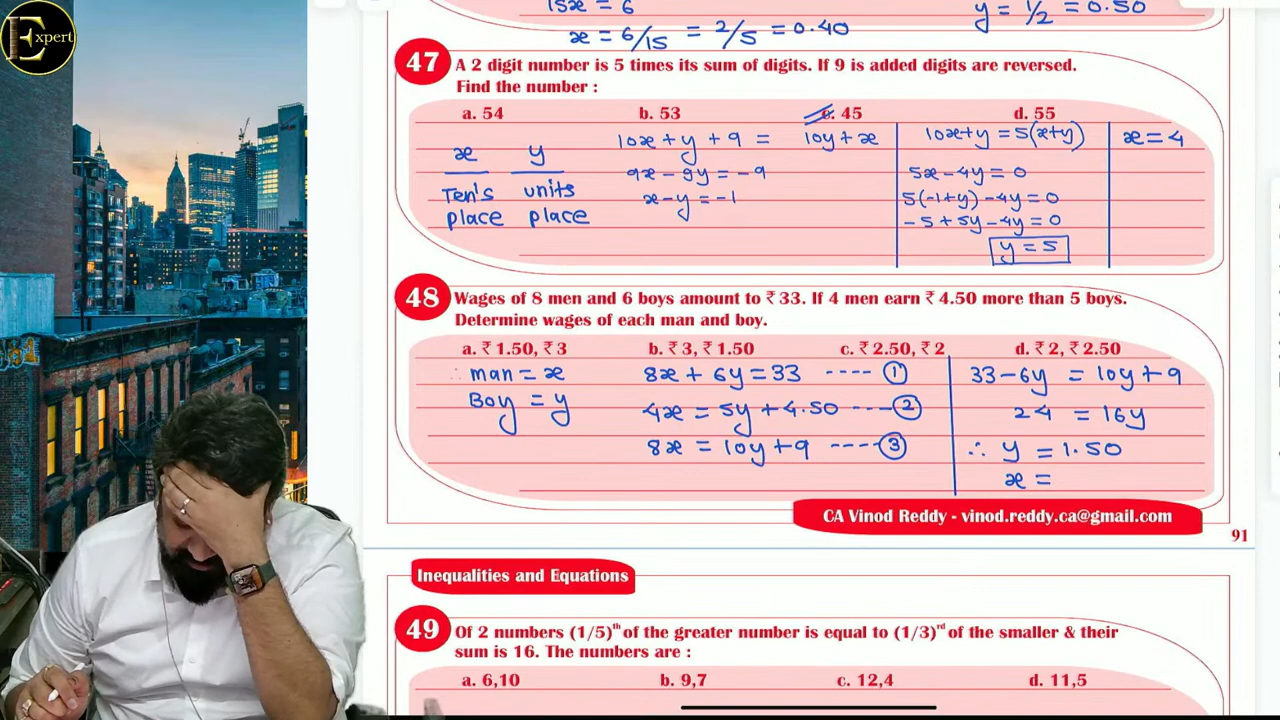 Expert
15x = 6
x = 6/15 = 2/5 = 0.40
y = 1/2 = 0.50
47 A 2 digit number is 5 times its sum of digits. If 9 is added digits are reversed.
Find the number :
a. 54 b. 53 c. 45 d. 55
x y
Ten's units
place place
10x + y + 9 = 10y + x
9x - 9y = -9
x - y = -1
10x + y = 5(x+y)
5x - 4y = 0
5(-1+y) - 4y = 0
-5 + 5y - 4y = 0
y = 5
x = 4
48 Wages of 8 men and 6 boys amount to ₹ 33. If 4 men earn ₹ 4.50 more than 5 boys.
Determine wages of each man and boy.
a. ₹ 1.50, ₹ 3 b. ₹ 3, ₹ 1.50 c. ₹ 2.50, ₹ 2 d. ₹ 2, ₹ 2.50
∴ man = x
Boy = y
8x + 6y = 33 ---- ①
4x = 5y + 4.50 ---- ②
8x = 10y + 9 ---- ③
33 - 6y = 10y + 9
24 = 16y
∴ y = 1.50
x =
CA Vinod Reddy - vinod.reddy.ca@gmail.com
91
Inequalities and Equations
49 Of 2 numbers (1/5)th of the greater number is equal to (1/3)rd of the smaller & their
sum is 16. The numbers are :
a. 6,10 b. 9,7 c. 12,4 d. 11,5